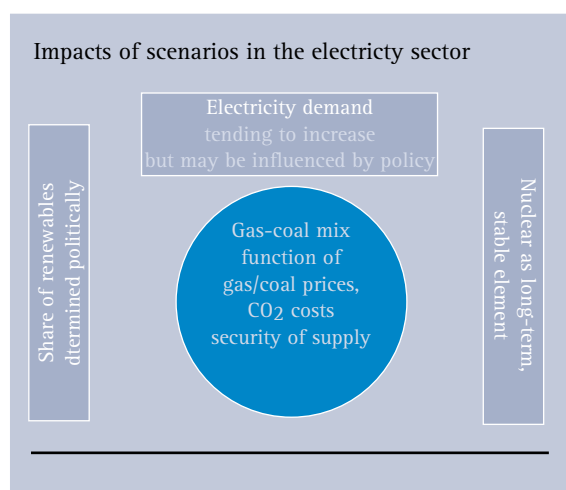 Impacts of scenarios in the electricty sector
Electricity demand
tending to increase
but may be influenced by policy
Share of renewables
dtermined politically
Gas-coal mix
function of
gas/coal prices,
CO2 costs
security of supply
Nuclear as long-term,
stable element